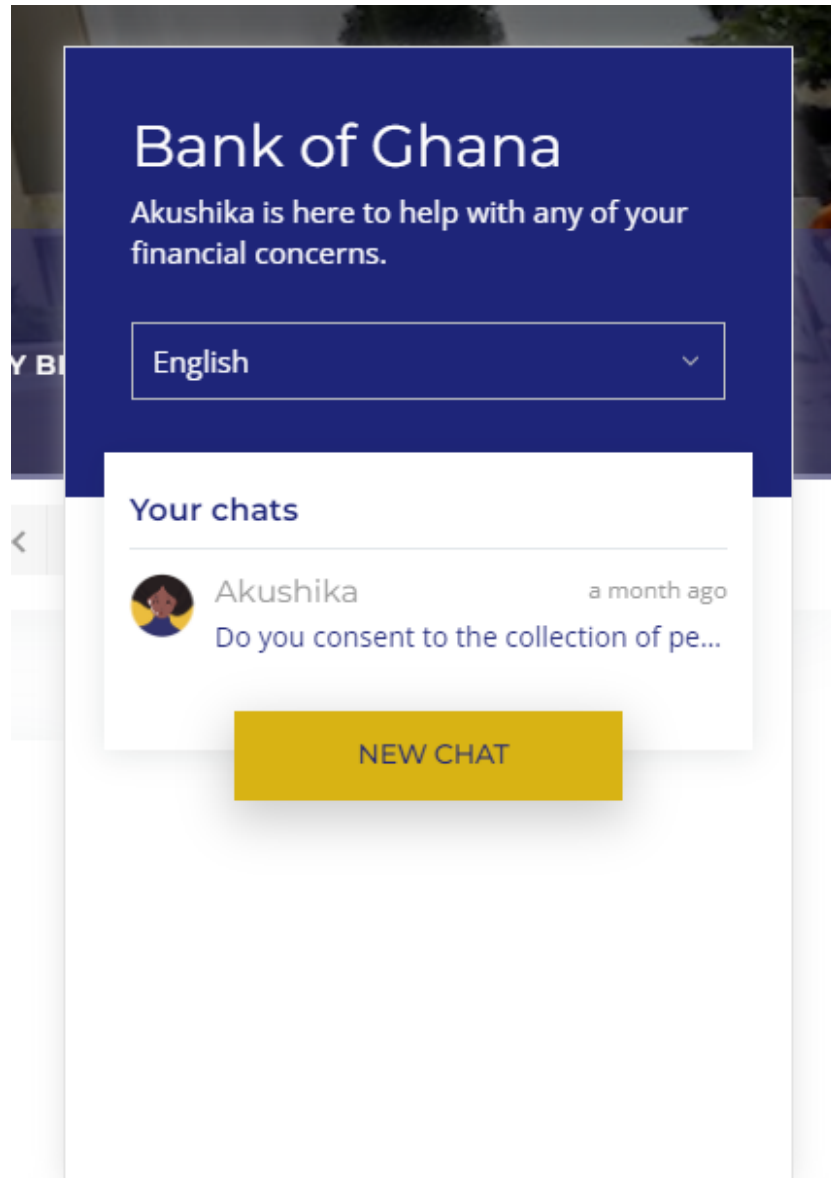 Bank of Ghana
Akushika is here to help with any of your
financial concerns.
Y B
English
Your chats
Akushika
a month ago
Do you consent to the collection of pe...
NEW CHAT